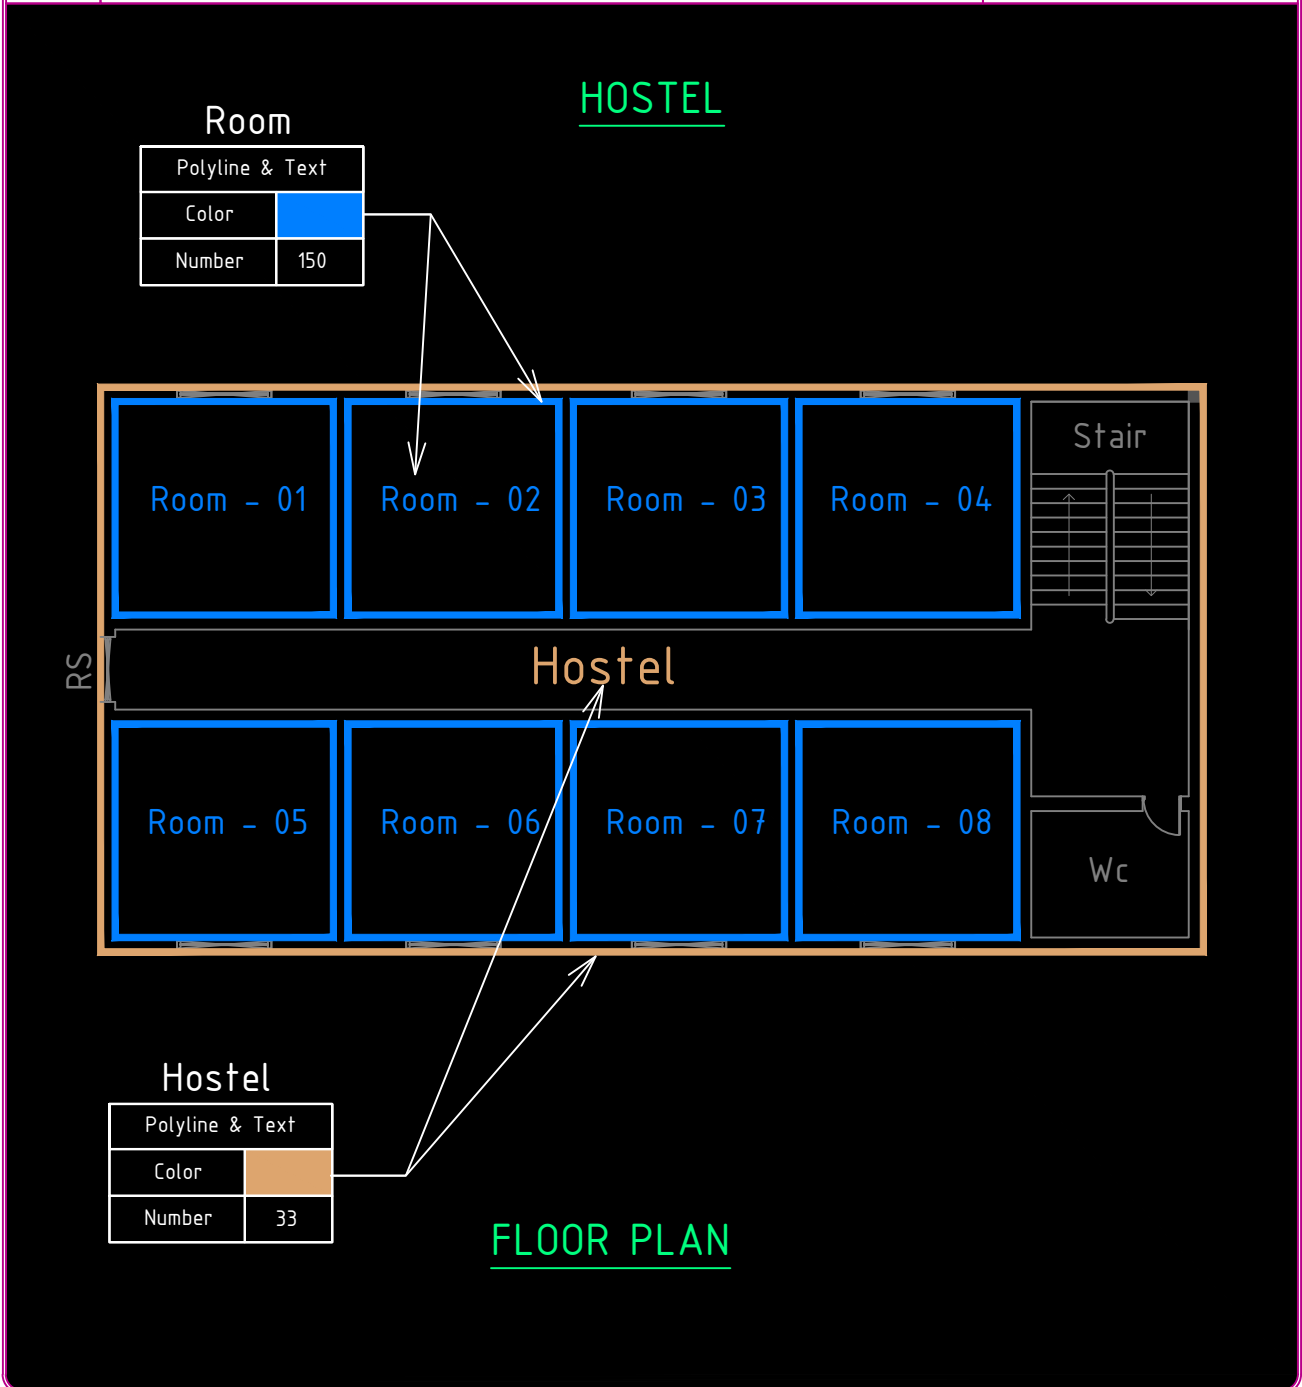 HOSTEL
Room
Polyline & Text
Color
Number 150
Stair
Room - 01 Room - 02 Room - 03 Room - 04
RS
Hostel
Room - 05 Room - 06 Room - 07 Room - 08
Wc
Hostel
Polyline & Text
Color
Number 33
FLOOR PLAN